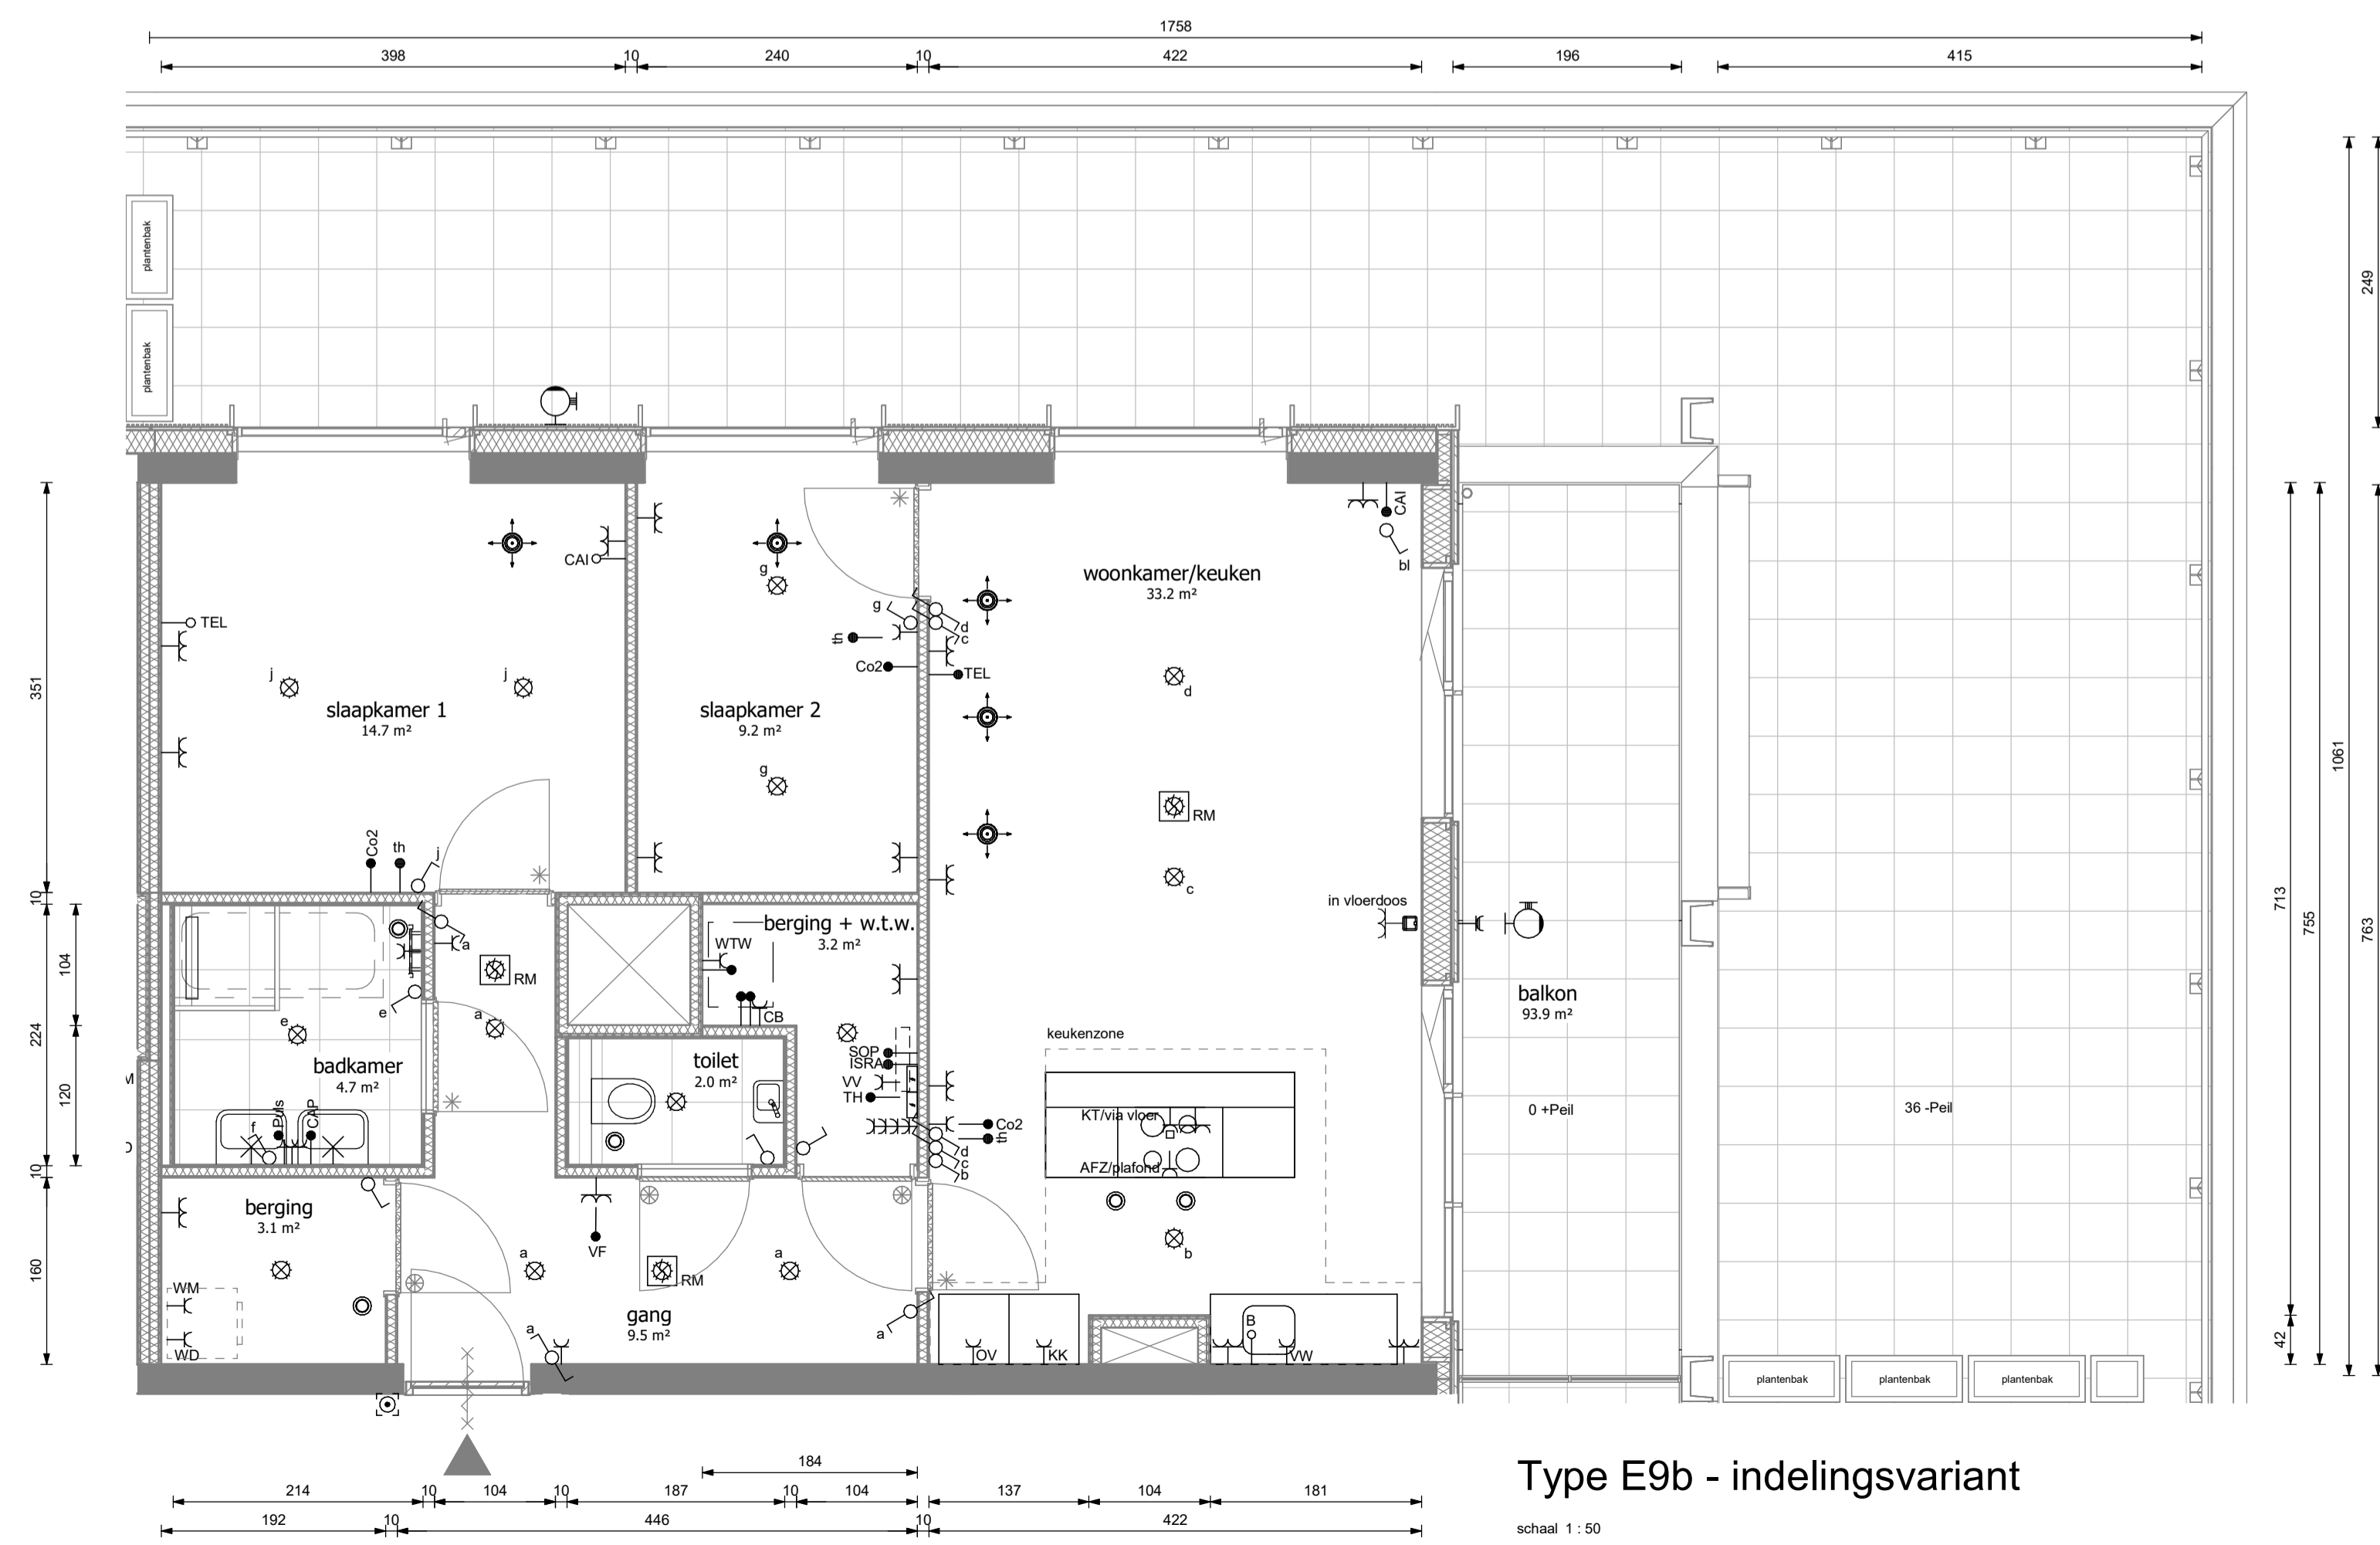 1758
398 10 240 10 422 196 415
plantenbak
plantenbak
249
CAI
bl
CAI
g
woonkamer/keuken
33.2 m²
TEL
g
d
c
th
Co2
TEL
j
j
d
slaapkamer 1
14.7 m²
slaapkamer 2
9.2 m²
351
1061
g
RM
Co2
th
j
c
10
in vloerdoos
713
755
763
berging + w.t.w.
3.2 m²
WTW
a
RM
104
balkon
93.9 m²
e
e
a
CB
224
keukenzone
badkamer
4.7 m²
toilet
2.0 m²
SOP
ISRA
VV
TH
120
Puls
CAP
f
KT/via vloer
Co2
th
0 +Peil
36 -Peil
d
c
b
AFZ/plafond
10
berging
3.1 m²
VF
a
a
b
RM
160
WM
WD
gang
9.5 m²
a
a
B
OV
KK
VW
42
plantenbak
plantenbak
plantenbak
184
214 10 104 10 187 10 104 137 104 181
192 10 446 10 422
Type E9b - indelingsvariant
schaal 1 : 50